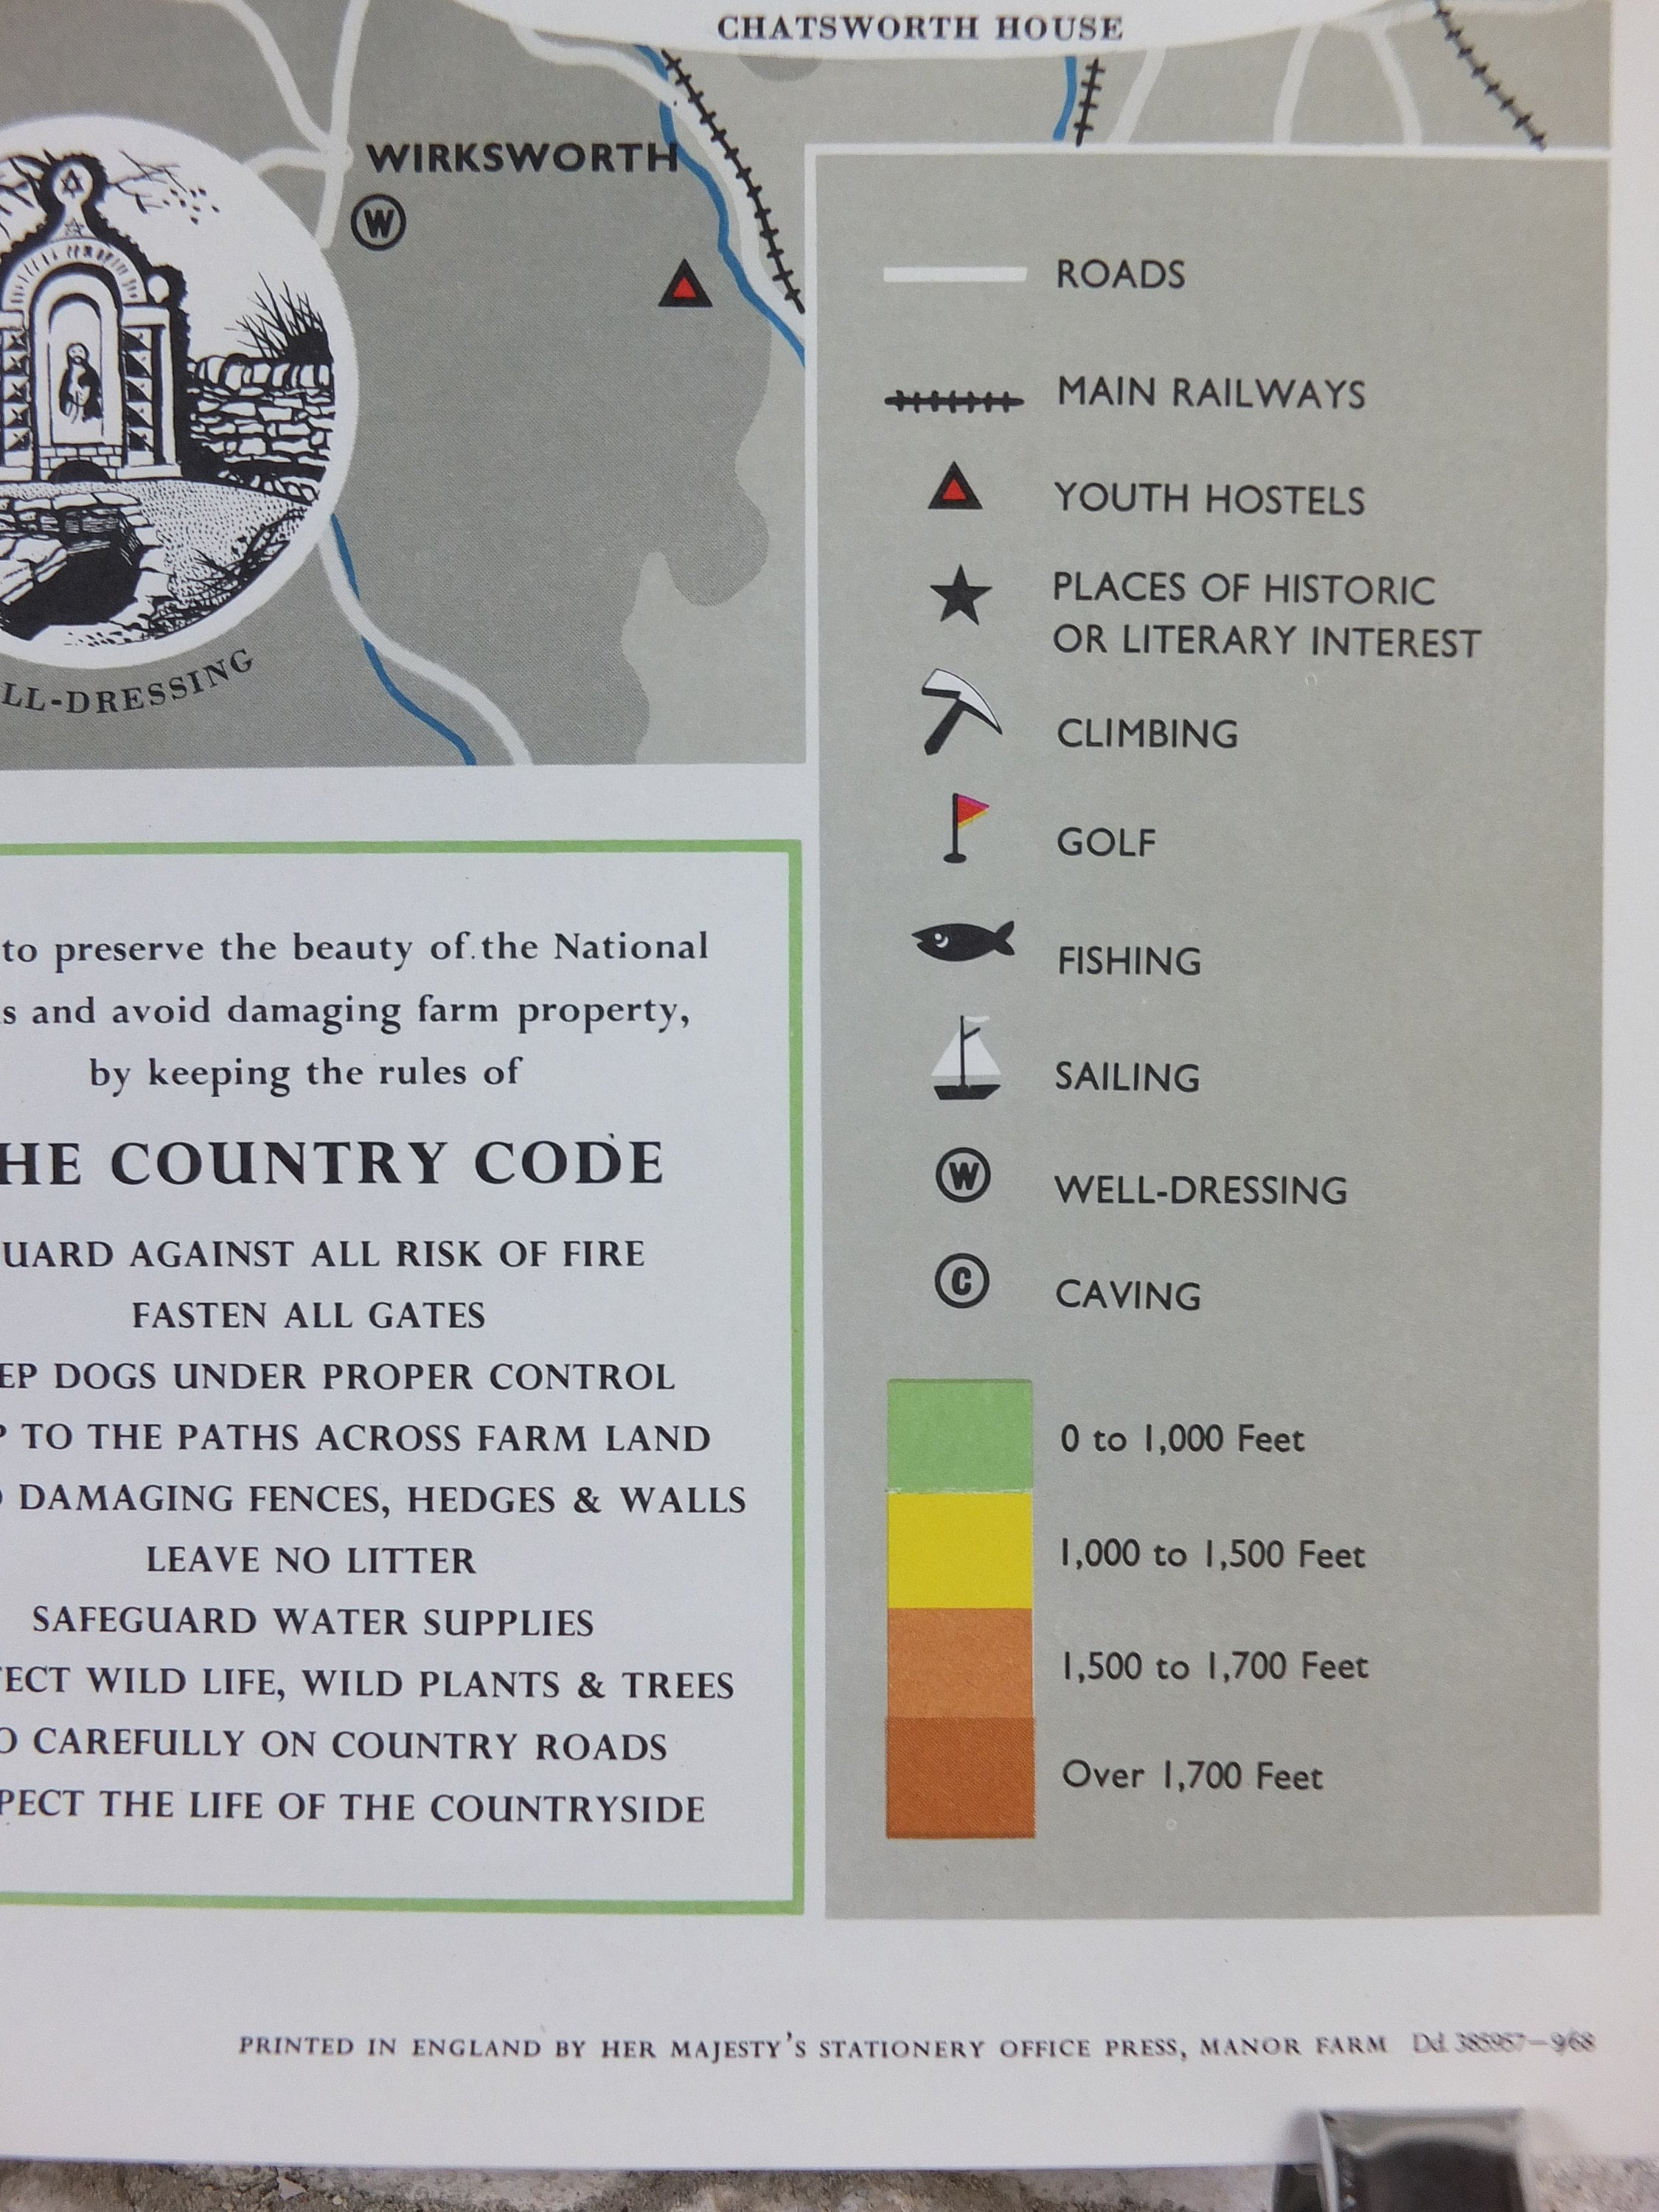 CHATSWORTH HOUSE
WIRKSWORTH
W
LL-DRESSING
ROADS
MAIN RAILWAYS
YOUTH HOSTELS
PLACES OF HISTORIC
OR LITERARY INTEREST
CLIMBING
GOLF
FISHING
SAILING
W WELL-DRESSING
C CAVING
0 to 1,000 Feet
1,000 to 1,500 Feet
1,500 to 1,700 Feet
Over 1,700 Feet
to preserve the beauty of the National
s and avoid damaging farm property,
by keeping the rules of
HE COUNTRY CODE
UARD AGAINST ALL RISK OF FIRE
FASTEN ALL GATES
EP DOGS UNDER PROPER CONTROL
P TO THE PATHS ACROSS FARM LAND
D DAMAGING FENCES, HEDGES & WALLS
LEAVE NO LITTER
SAFEGUARD WATER SUPPLIES
TECT WILD LIFE, WILD PLANTS & TREES
O CAREFULLY ON COUNTRY ROADS
PECT THE LIFE OF THE COUNTRYSIDE
PRINTED IN ENGLAND BY HER MAJESTY'S STATIONERY OFFICE PRESS, MANOR FARM Dd. 385957—9/68